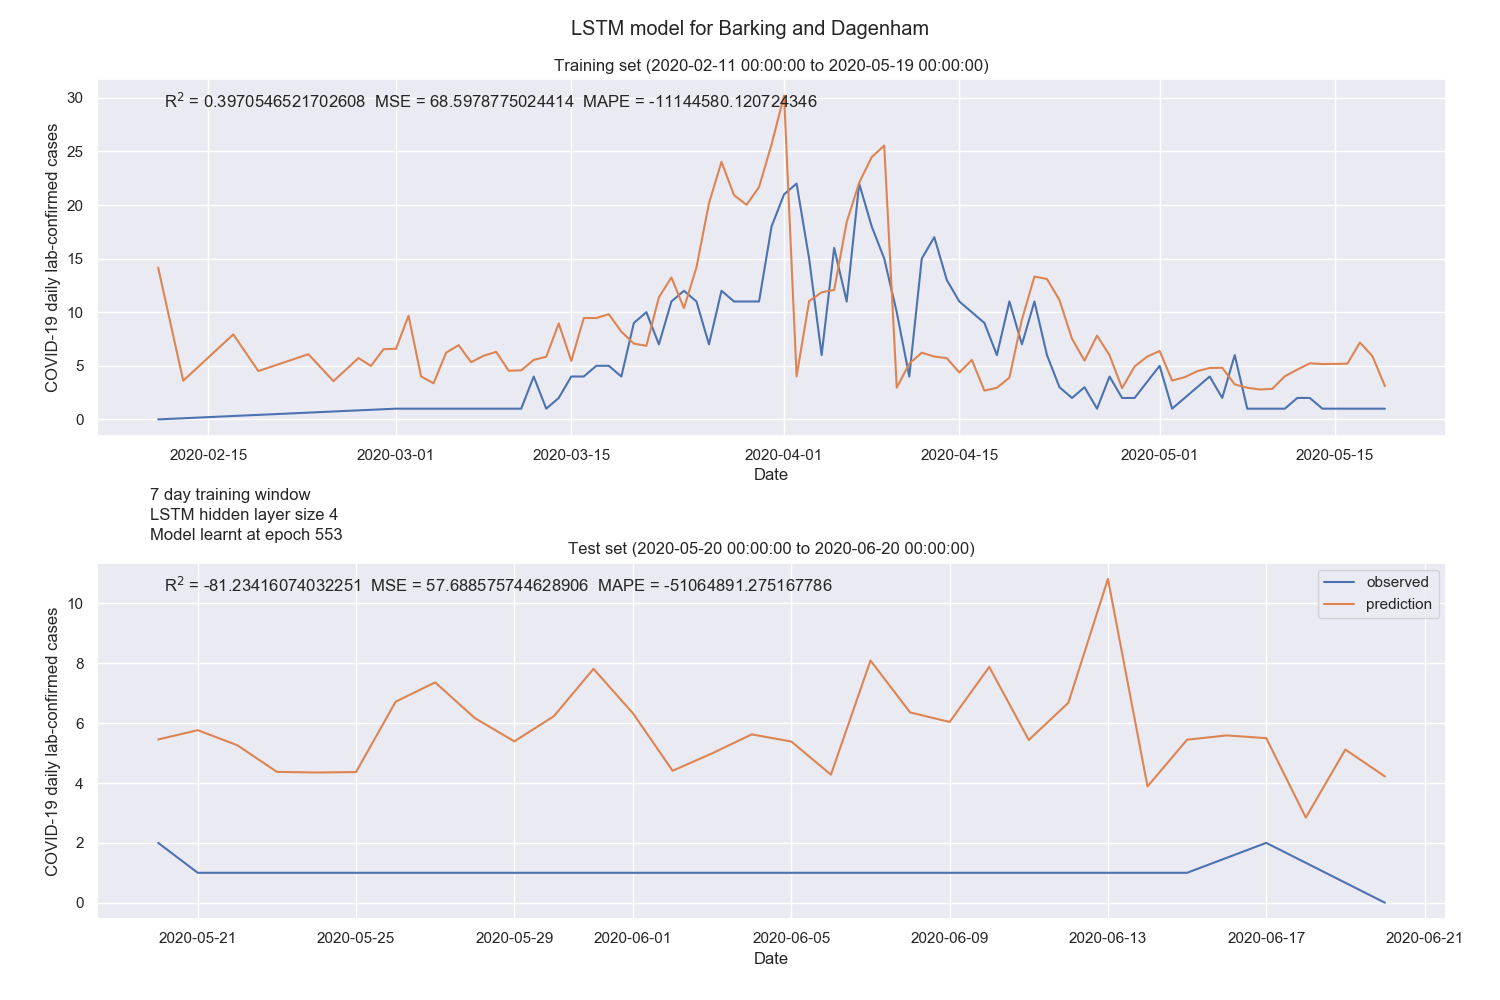 LSTM model for Barking and Dagenham
Training set (2020-02-11 00:00:00 to 2020-05-19 00:00:00)
R² = 0.3970546521702608  MSE = 68.5978775024414  MAPE = -11144580.120724346
COVID-19 daily lab-confirmed cases
30
25
20
15
10
5
0
2020-02-15 2020-03-01 2020-03-15 2020-04-01 2020-04-15 2020-05-01 2020-05-15
Date
7 day training window
LSTM hidden layer size 4
Model learnt at epoch 553
Test set (2020-05-20 00:00:00 to 2020-06-20 00:00:00)
R² = -81.23416074032251  MSE = 57.688575744628906  MAPE = -51064891.275167786
observed
prediction
COVID-19 daily lab-confirmed cases
10
8
6
4
2
0
2020-05-21 2020-05-25 2020-05-29 2020-06-01 2020-06-05 2020-06-09 2020-06-13 2020-06-17 2020-06-21
Date